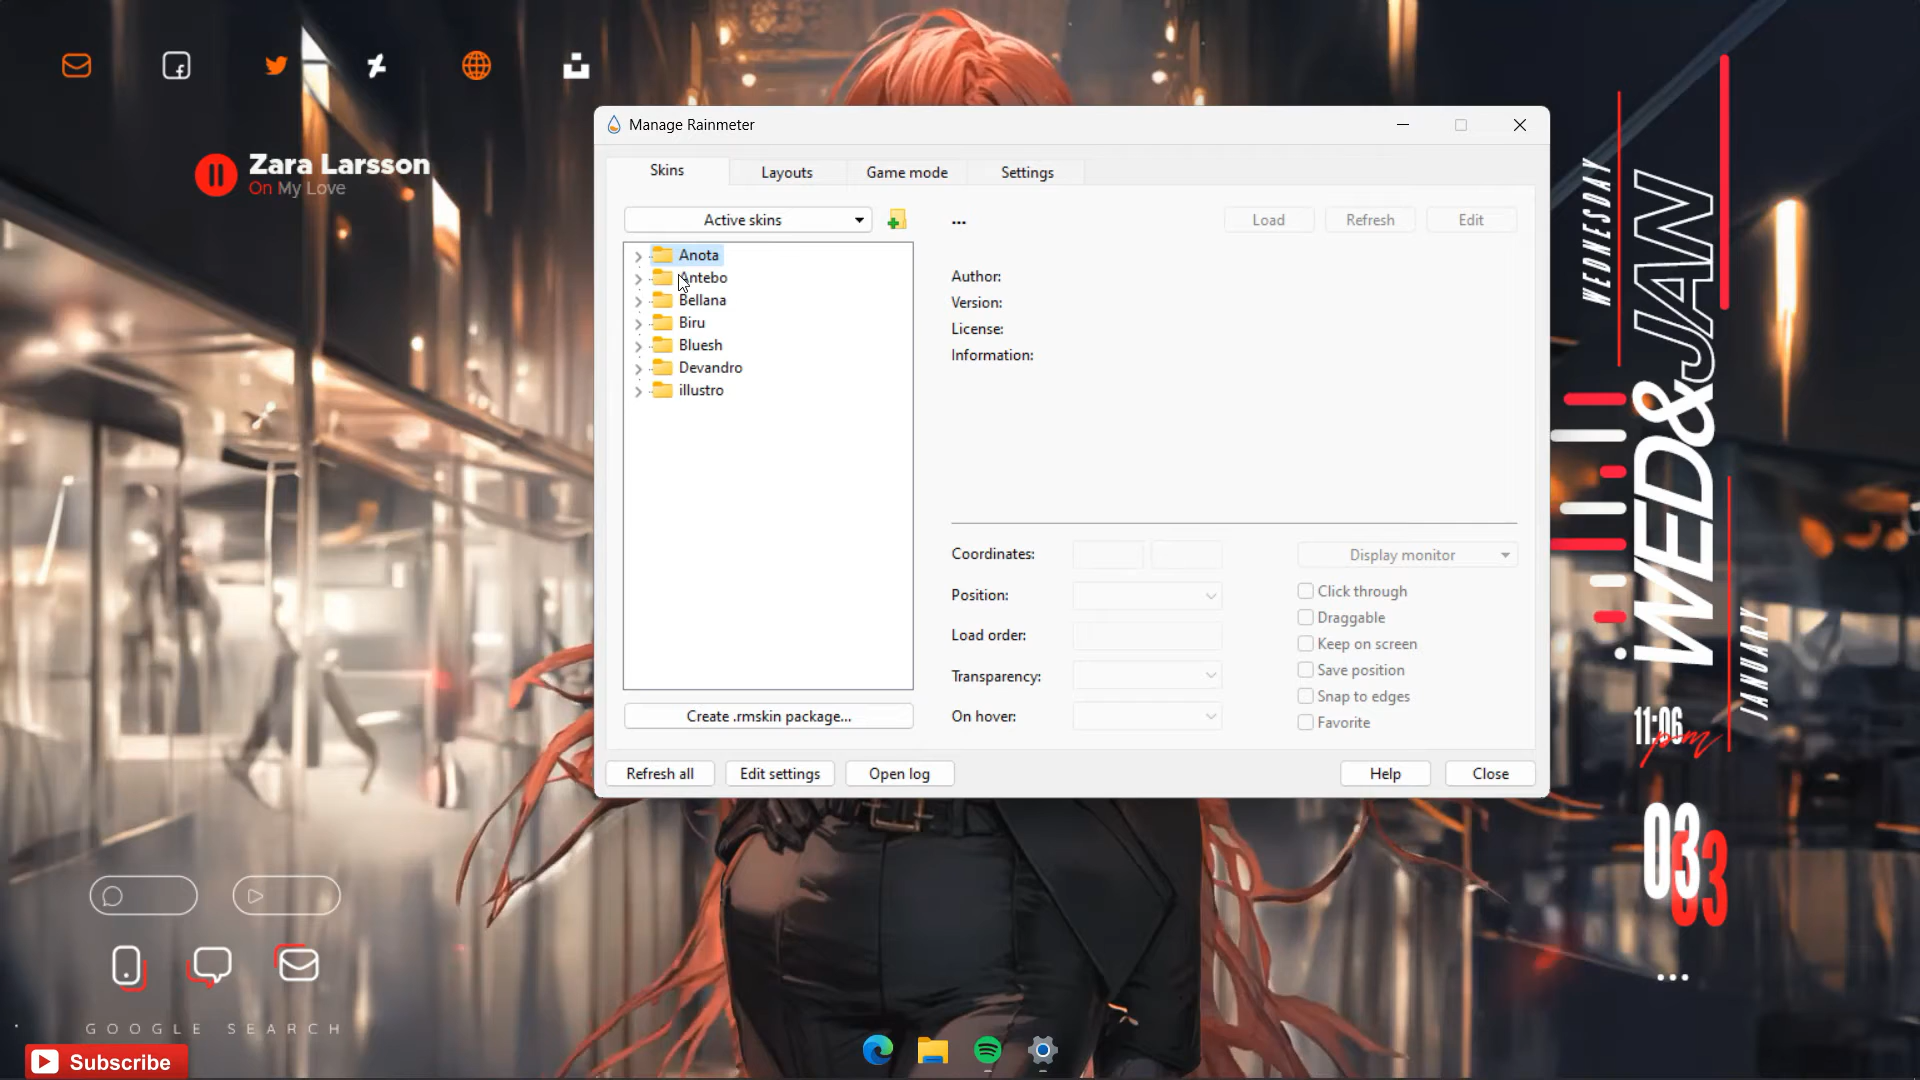 Zara Larsson
On My Love
Manage Rainmeter
Skins
Layouts
Game mode
Settings
Active skins
...
Load
Refresh
Edit
Anota
Antebo
Bellana
Biru
Bluesh
Devandro
illustro
Author:
Version:
License:
Information:
Coordinates:
Display monitor
Position:
Click through
Draggable
Load order:
Keep on screen
Transparency:
Save position
Snap to edges
On hover:
Favorite
Create .rmskin package...
Refresh all
Edit settings
Open log
Help
Close
WEDNESDAY
WED&JAN
JANUARY
11:06
pm
03
3
...
GOOGLE SEARCH
Subscribe